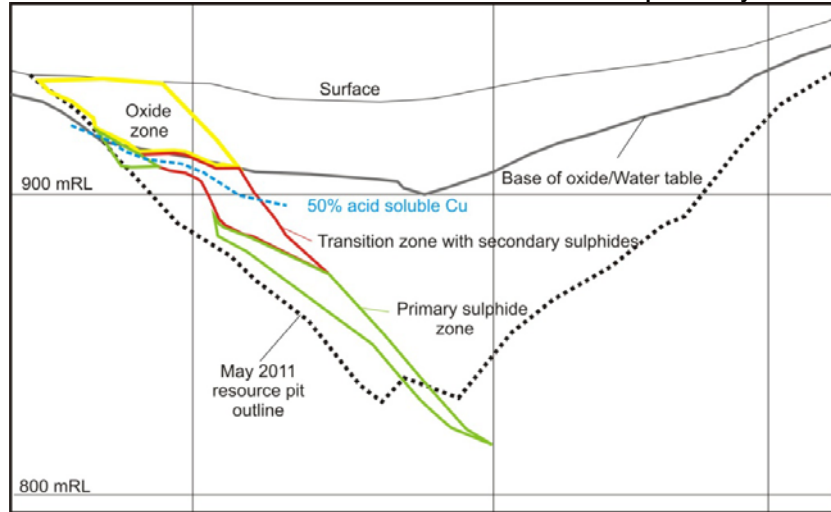 Surface
Oxide
zone
Base of oxide/Water table
900 mRL
50% acid soluble Cu
Transition zone with secondary sulphides
Primary sulphide
zone
May 2011
resource pit
outline
800 mRL